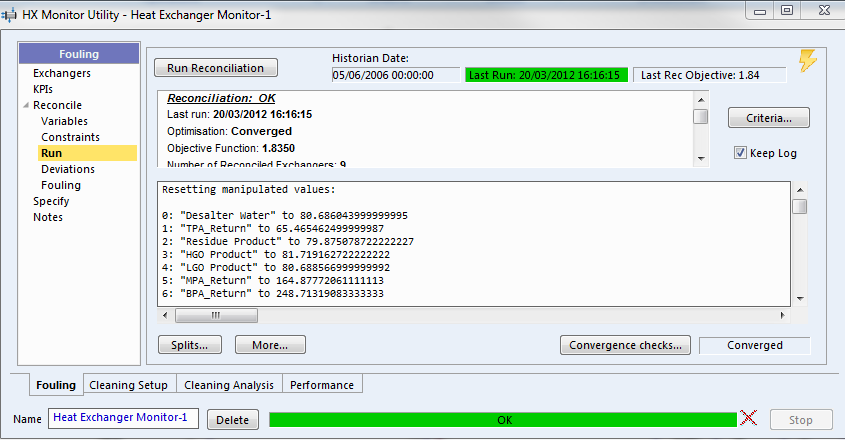 HX Monitor Utility - Heat Exchanger Monitor-1
Fouling
Exchangers
KPIs
Reconcile
Variables
Constraints
Run
Deviations
Fouling
Specify
Notes
Run Reconciliation
Historian Date:
05/06/2006 00:00:00
Last Run: 20/03/2012 16:16:15
Last Rec Objective: 1.84
Reconciliation: OK
Last run: 20/03/2012 16:16:15
Optimisation: Converged
Objective Function: 1.8350
Number of Reconciled Exchangers: 9
Criteria...
Keep Log
Resetting manipulated values:
0: "Desalter Water" to 80.686043999999995
1: "TPA_Return" to 65.465462499999987
2: "Residue Product" to 79.875078722222227
3: "HGO Product" to 81.719162722222222
4: "LGO Product" to 80.688566999999992
5: "MPA_Return" to 164.87772061111113
6: "BPA_Return" to 248.71319083333333
Splits...
More...
Convergence checks...
Converged
Fouling
Cleaning Setup
Cleaning Analysis
Performance
Name
Heat Exchanger Monitor-1
Delete
OK
Stop